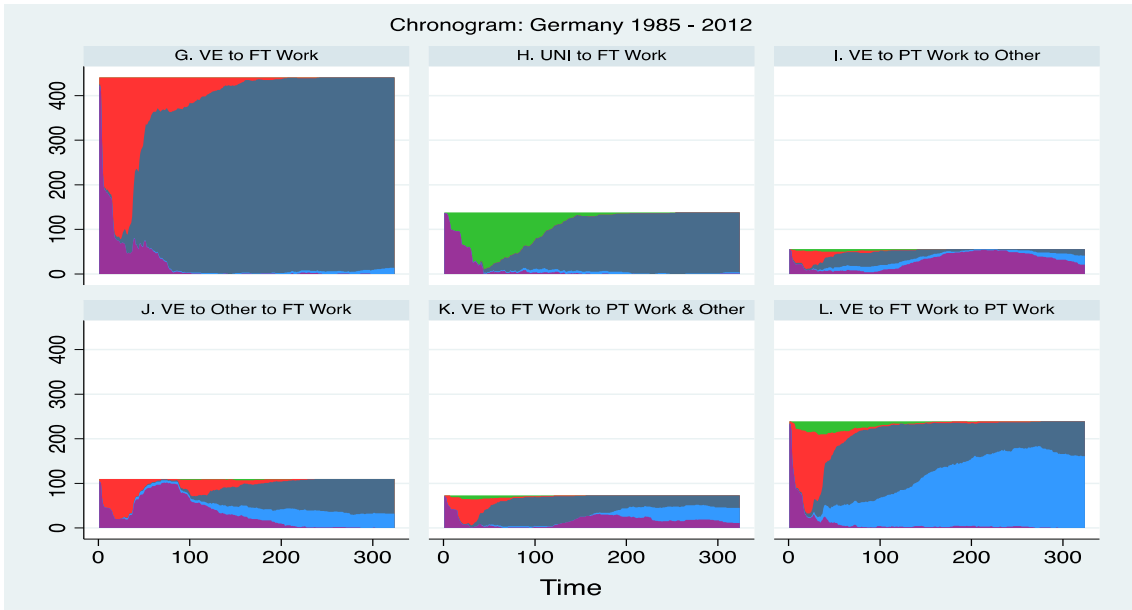 Chronogram: Germany 1985 - 2012
G. VE to FT Work
H. UNI to FT Work
I. VE to PT Work to Other
400
300
200
100
0
J. VE to Other to FT Work
K. VE to FT Work to PT Work & Other
L. VE to FT Work to PT Work
400
300
200
100
0
0 100 200 300
0 100 200 300
0 100 200 300
Time